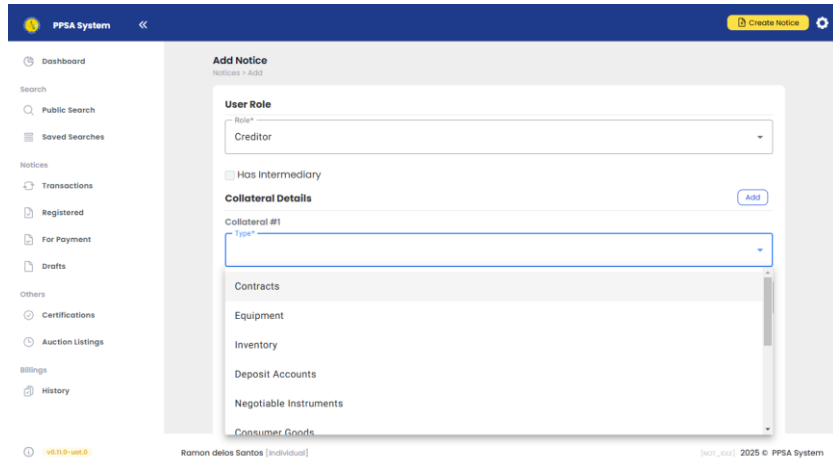 PPSA System
Create Notice
Dashboard
Search
Public Search
Saved Searches
Notices
Transactions
Registered
For Payment
Drafts
Others
Certifications
Auction Listings
Billings
History
v0.11.0-uat.0
Add Notice
Notices > Add
User Role
Role*
Creditor
Has Intermediary
Collateral Details
Add
Collateral #1
Type*
Contracts
Equipment
Inventory
Deposit Accounts
Negotiable Instruments
Consumer Goods
Ramon delos Santos [Individual]
2025 © PPSA System